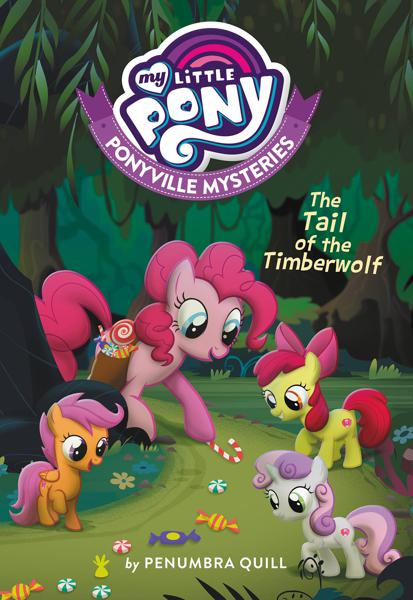 my LITTLE
PONY
PONYVILLE MYSTERIES
The
Tail
of the
Timberwolf
by PENUMBRA QUILL